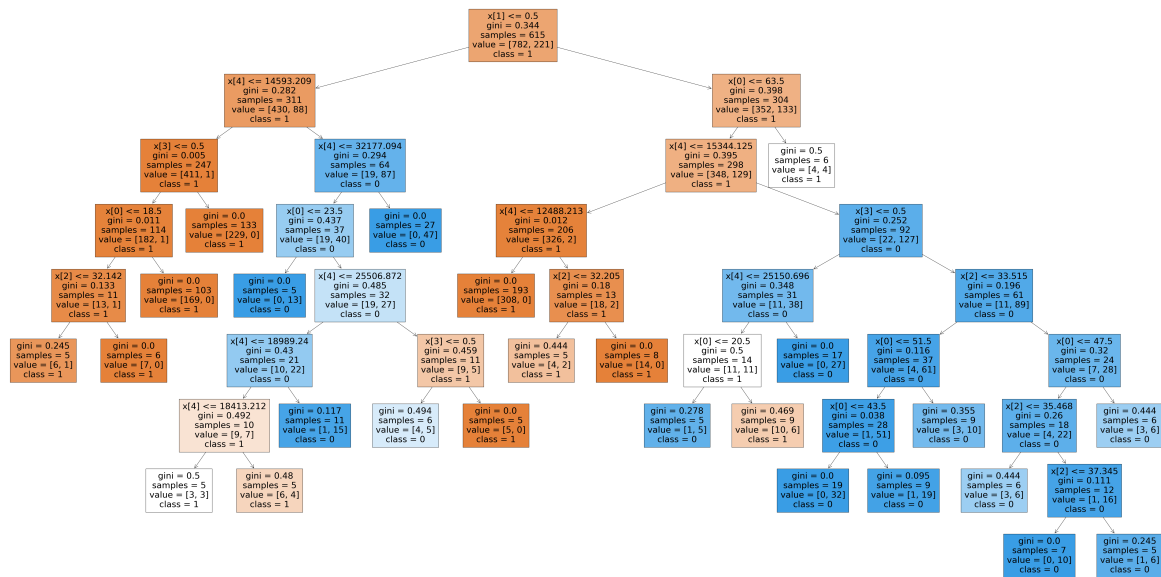 x[1] <= 0.5
gini = 0.344
samples = 615
value = [782, 221]
class = 1
x[4] <= 14593.209
gini = 0.282
samples = 311
value = [430, 88]
class = 1
x[0] <= 63.5
gini = 0.398
samples = 304
value = [352, 133]
class = 1
x[3] <= 0.5
gini = 0.005
samples = 247
value = [411, 1]
class = 1
x[4] <= 32177.094
gini = 0.294
samples = 64
value = [19, 87]
class = 0
x[4] <= 15344.125
gini = 0.395
samples = 298
value = [348, 129]
class = 1
gini = 0.5
samples = 6
value = [4, 4]
class = 1
x[0] <= 18.5
gini = 0.011
samples = 114
value = [182, 1]
class = 1
gini = 0.0
samples = 133
value = [229, 0]
class = 1
x[0] <= 23.5
gini = 0.437
samples = 37
value = [19, 40]
class = 0
gini = 0.0
samples = 27
value = [0, 47]
class = 0
x[4] <= 12488.213
gini = 0.012
samples = 206
value = [326, 2]
class = 1
x[3] <= 0.5
gini = 0.252
samples = 92
value = [22, 127]
class = 0
x[2] <= 32.142
gini = 0.133
samples = 11
value = [13, 1]
class = 1
gini = 0.0
samples = 103
value = [169, 0]
class = 1
gini = 0.0
samples = 5
value = [0, 13]
class = 0
x[4] <= 25506.872
gini = 0.485
samples = 32
value = [19, 27]
class = 0
gini = 0.0
samples = 193
value = [308, 0]
class = 1
x[2] <= 32.205
gini = 0.18
samples = 13
value = [18, 2]
class = 1
x[4] <= 25150.696
gini = 0.348
samples = 31
value = [11, 38]
class = 0
x[2] <= 33.515
gini = 0.196
samples = 61
value = [11, 89]
class = 0
gini = 0.245
samples = 5
value = [6, 1]
class = 1
gini = 0.0
samples = 6
value = [7, 0]
class = 1
x[4] <= 18989.24
gini = 0.43
samples = 21
value = [10, 22]
class = 0
x[3] <= 0.5
gini = 0.459
samples = 11
value = [9, 5]
class = 1
gini = 0.444
samples = 5
value = [4, 2]
class = 1
gini = 0.0
samples = 8
value = [14, 0]
class = 1
x[0] <= 20.5
gini = 0.5
samples = 14
value = [11, 11]
class = 1
gini = 0.0
samples = 17
value = [0, 27]
class = 0
x[0] <= 51.5
gini = 0.116
samples = 37
value = [4, 61]
class = 0
x[0] <= 47.5
gini = 0.32
samples = 24
value = [7, 28]
class = 0
x[4] <= 18413.212
gini = 0.492
samples = 10
value = [9, 7]
class = 1
gini = 0.117
samples = 11
value = [1, 15]
class = 0
gini = 0.494
samples = 6
value = [4, 5]
class = 0
gini = 0.0
samples = 5
value = [5, 0]
class = 1
gini = 0.278
samples = 5
value = [1, 5]
class = 0
gini = 0.469
samples = 9
value = [10, 6]
class = 1
x[0] <= 43.5
gini = 0.038
samples = 28
value = [1, 51]
class = 0
gini = 0.355
samples = 9
value = [3, 10]
class = 0
x[2] <= 35.468
gini = 0.26
samples = 18
value = [4, 22]
class = 0
gini = 0.444
samples = 6
value = [3, 6]
class = 0
gini = 0.5
samples = 5
value = [3, 3]
class = 1
gini = 0.48
samples = 5
value = [6, 4]
class = 1
gini = 0.0
samples = 19
value = [0, 32]
class = 0
gini = 0.095
samples = 9
value = [1, 19]
class = 0
gini = 0.444
samples = 6
value = [3, 6]
class = 0
x[2] <= 37.345
gini = 0.111
samples = 12
value = [1, 16]
class = 0
gini = 0.0
samples = 7
value = [0, 10]
class = 0
gini = 0.245
samples = 5
value = [1, 6]
class = 0